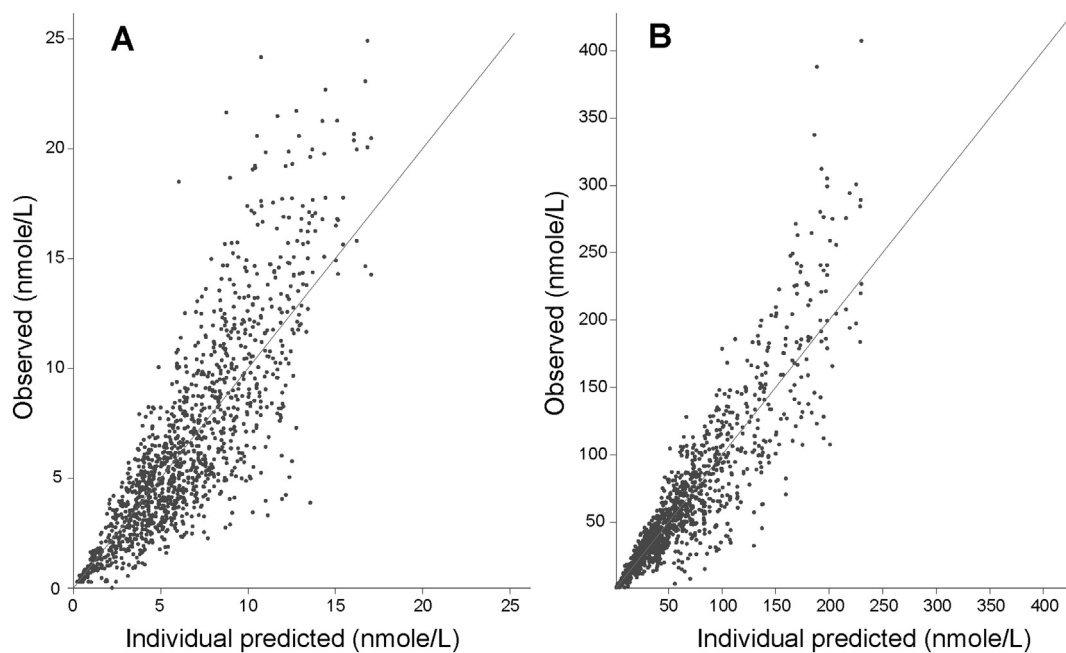 A
B
25
20
15
10
5
0
400
350
300
250
200
150
100
50
0 5 10 15 20 25
50 100 150 200 250 300 350 400
Observed (nmole/L)
Observed (nmole/L)
Individual predicted (nmole/L)
Individual predicted (nmole/L)